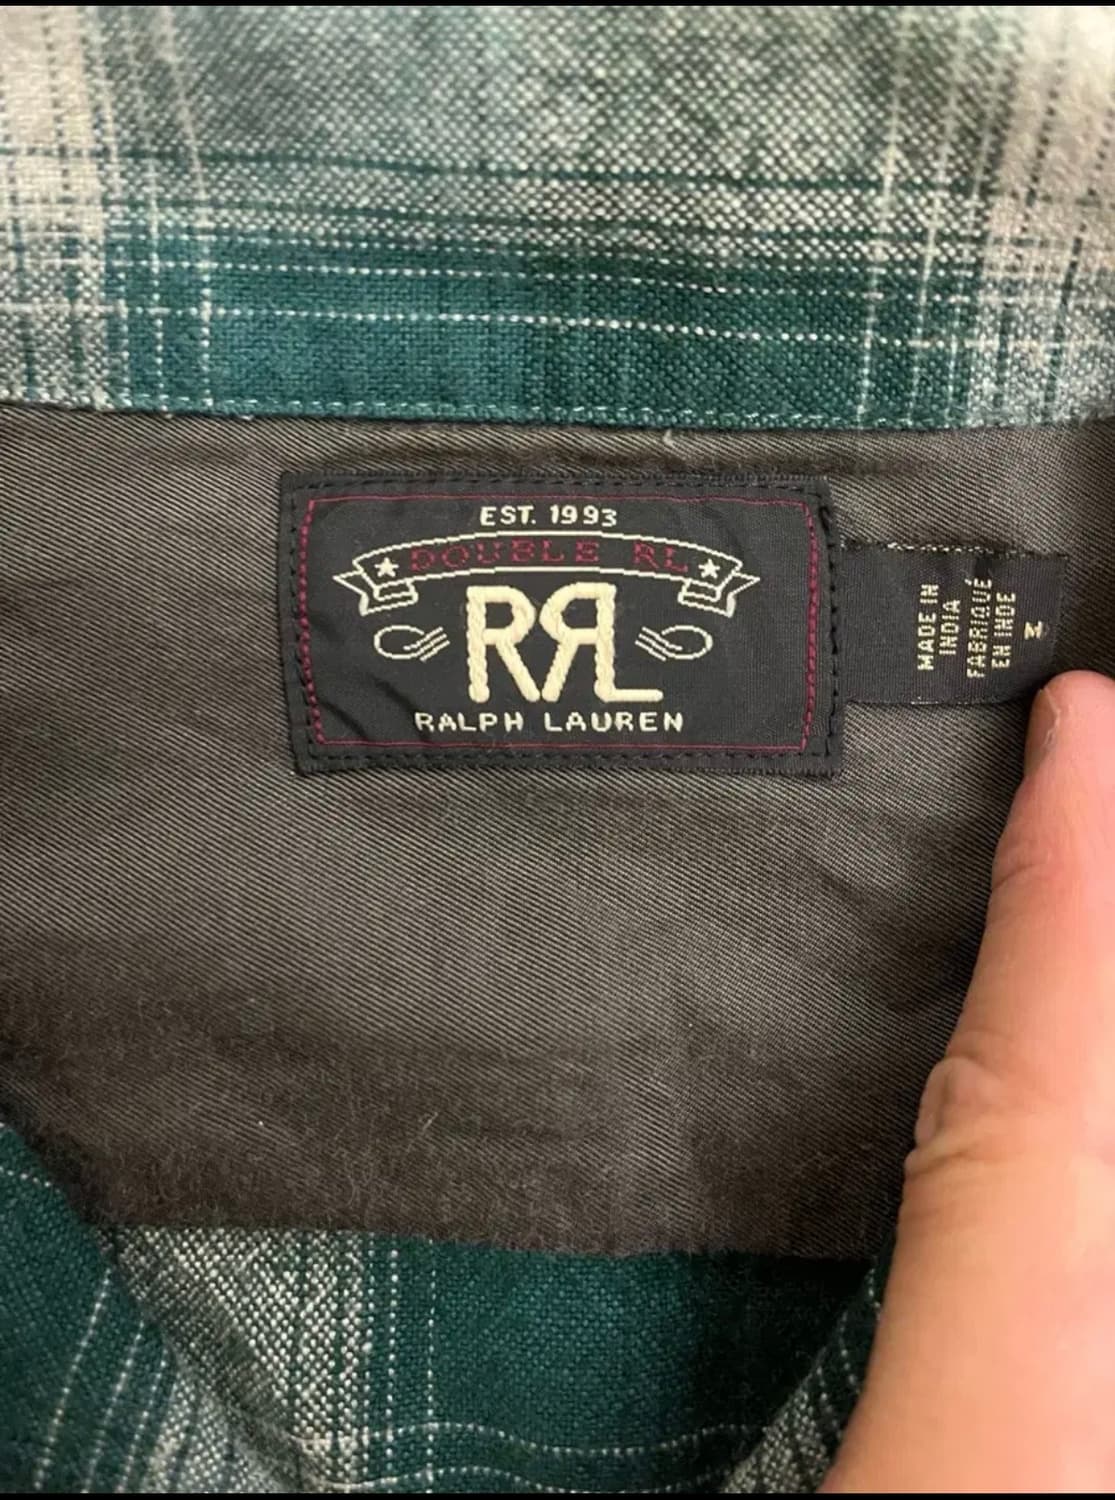 EST. 1993
DOUBLE RL
RRL
RALPH LAUREN
MADE IN
INDIA
FABRIQUÉ
EN INDE
M